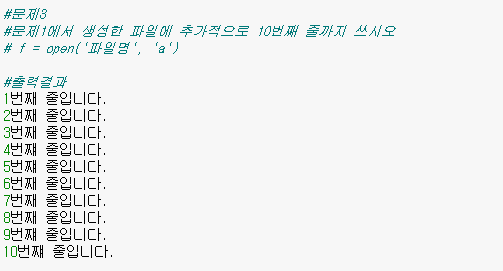 #문제3
#문제1에서 생성한 파일에 추가적으로 10번째 줄까지 쓰시오
# f = open('파일명', 'a')
#출력결과
1번째 줄입니다.
2번째 줄입니다.
3번째 줄입니다.
4번째 줄입니다.
5번째 줄입니다.
6번째 줄입니다.
7번째 줄입니다.
8번째 줄입니다.
9번째 줄입니다.
10번째 줄입니다.